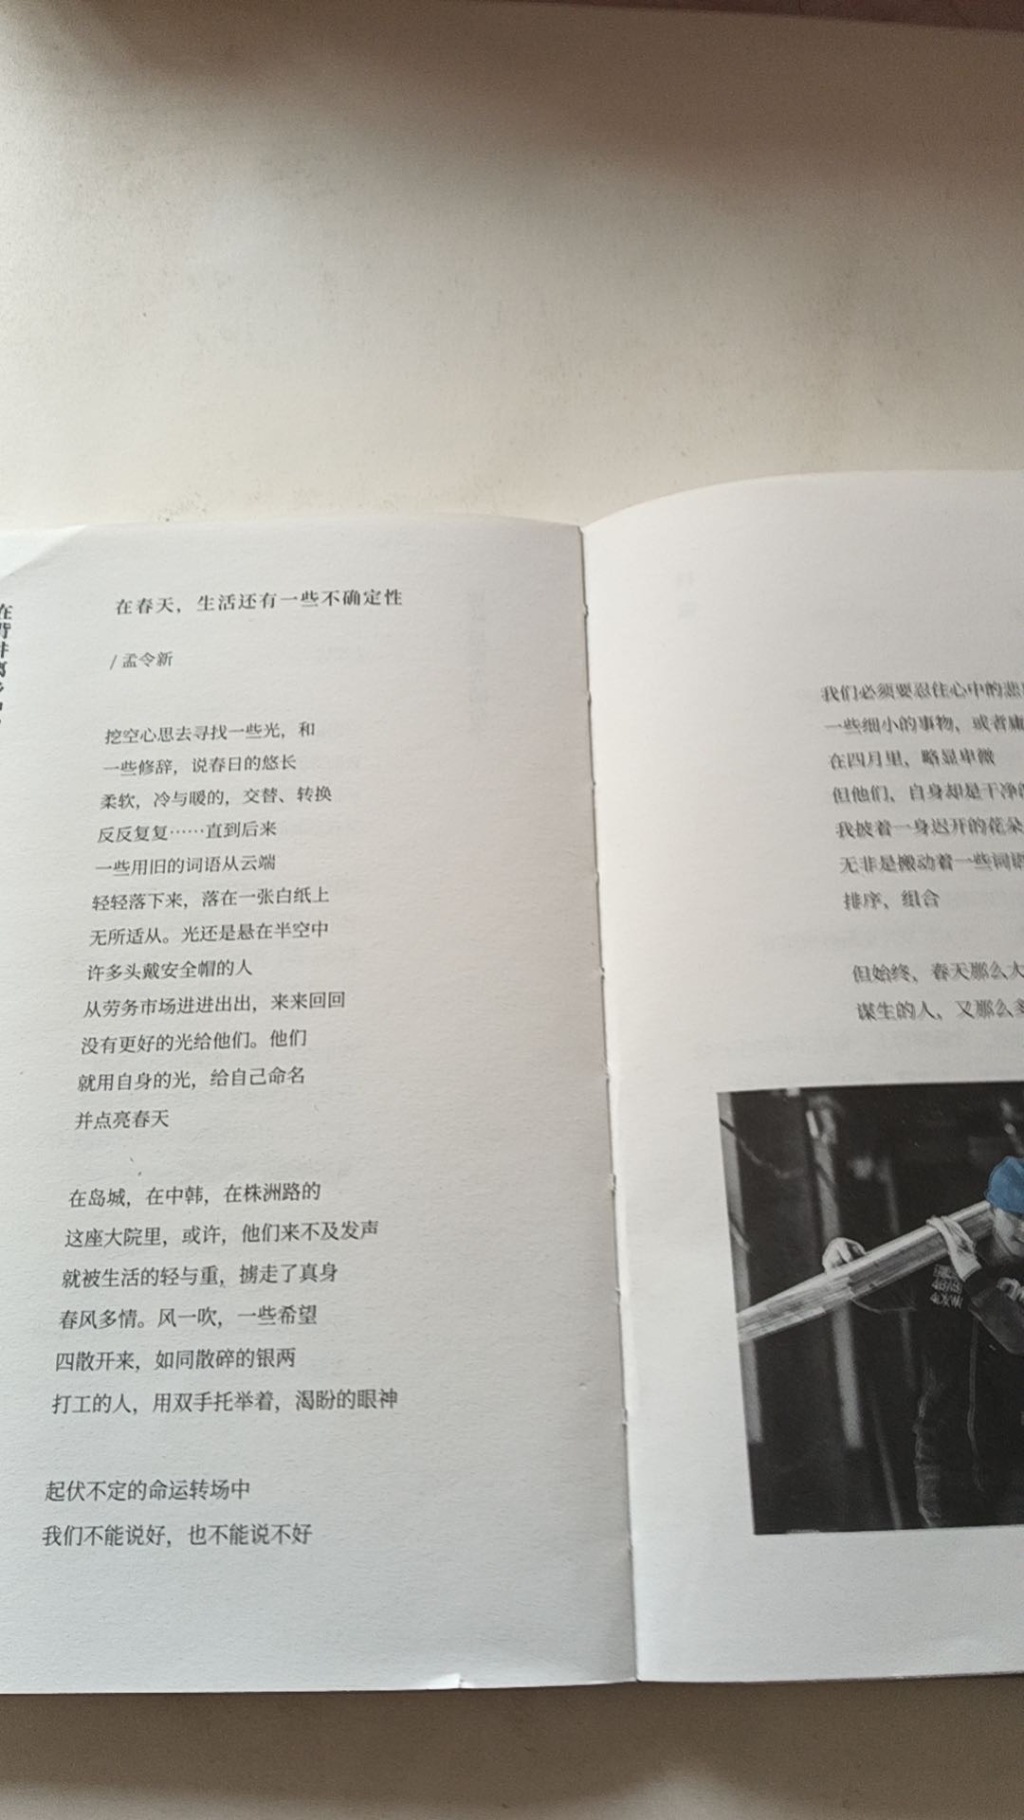 在春天，生活还有一些不确定性
/ 孟令新
挖空心思去寻找一些光，和
一些修辞，说春日的悠长
柔软，冷与暖的，交替、转换
反反复复……直到后来
一些用旧的词语从云端
轻轻落下来，落在一张白纸上
无所适从。光还是悬在半空中
许多头戴安全帽的人
从劳务市场进进出出，来来回回
没有更好的光给他们。他们
就用自身的光，给自己命名
并点亮春天
在岛城，在中韩，在株洲路的
这座大院里，或许，他们来不及发声
就被生活的轻与重，掳走了真身
春风多情。风一吹，一些希望
四散开来，如同散碎的银两
打工的人，用双手托举着，渴盼的眼神
起伏不定的命运转场中
我们不能说好，也不能说不好
我们必须要忍住心中的悲
一些细小的事物，或者
在四月里，略显卑微
但他们，自身却是干净
我披着一身迟开的花朵
无非是搬动着一些词语
排序、组合
但始终，春天那么大
谋生的人，又那么多